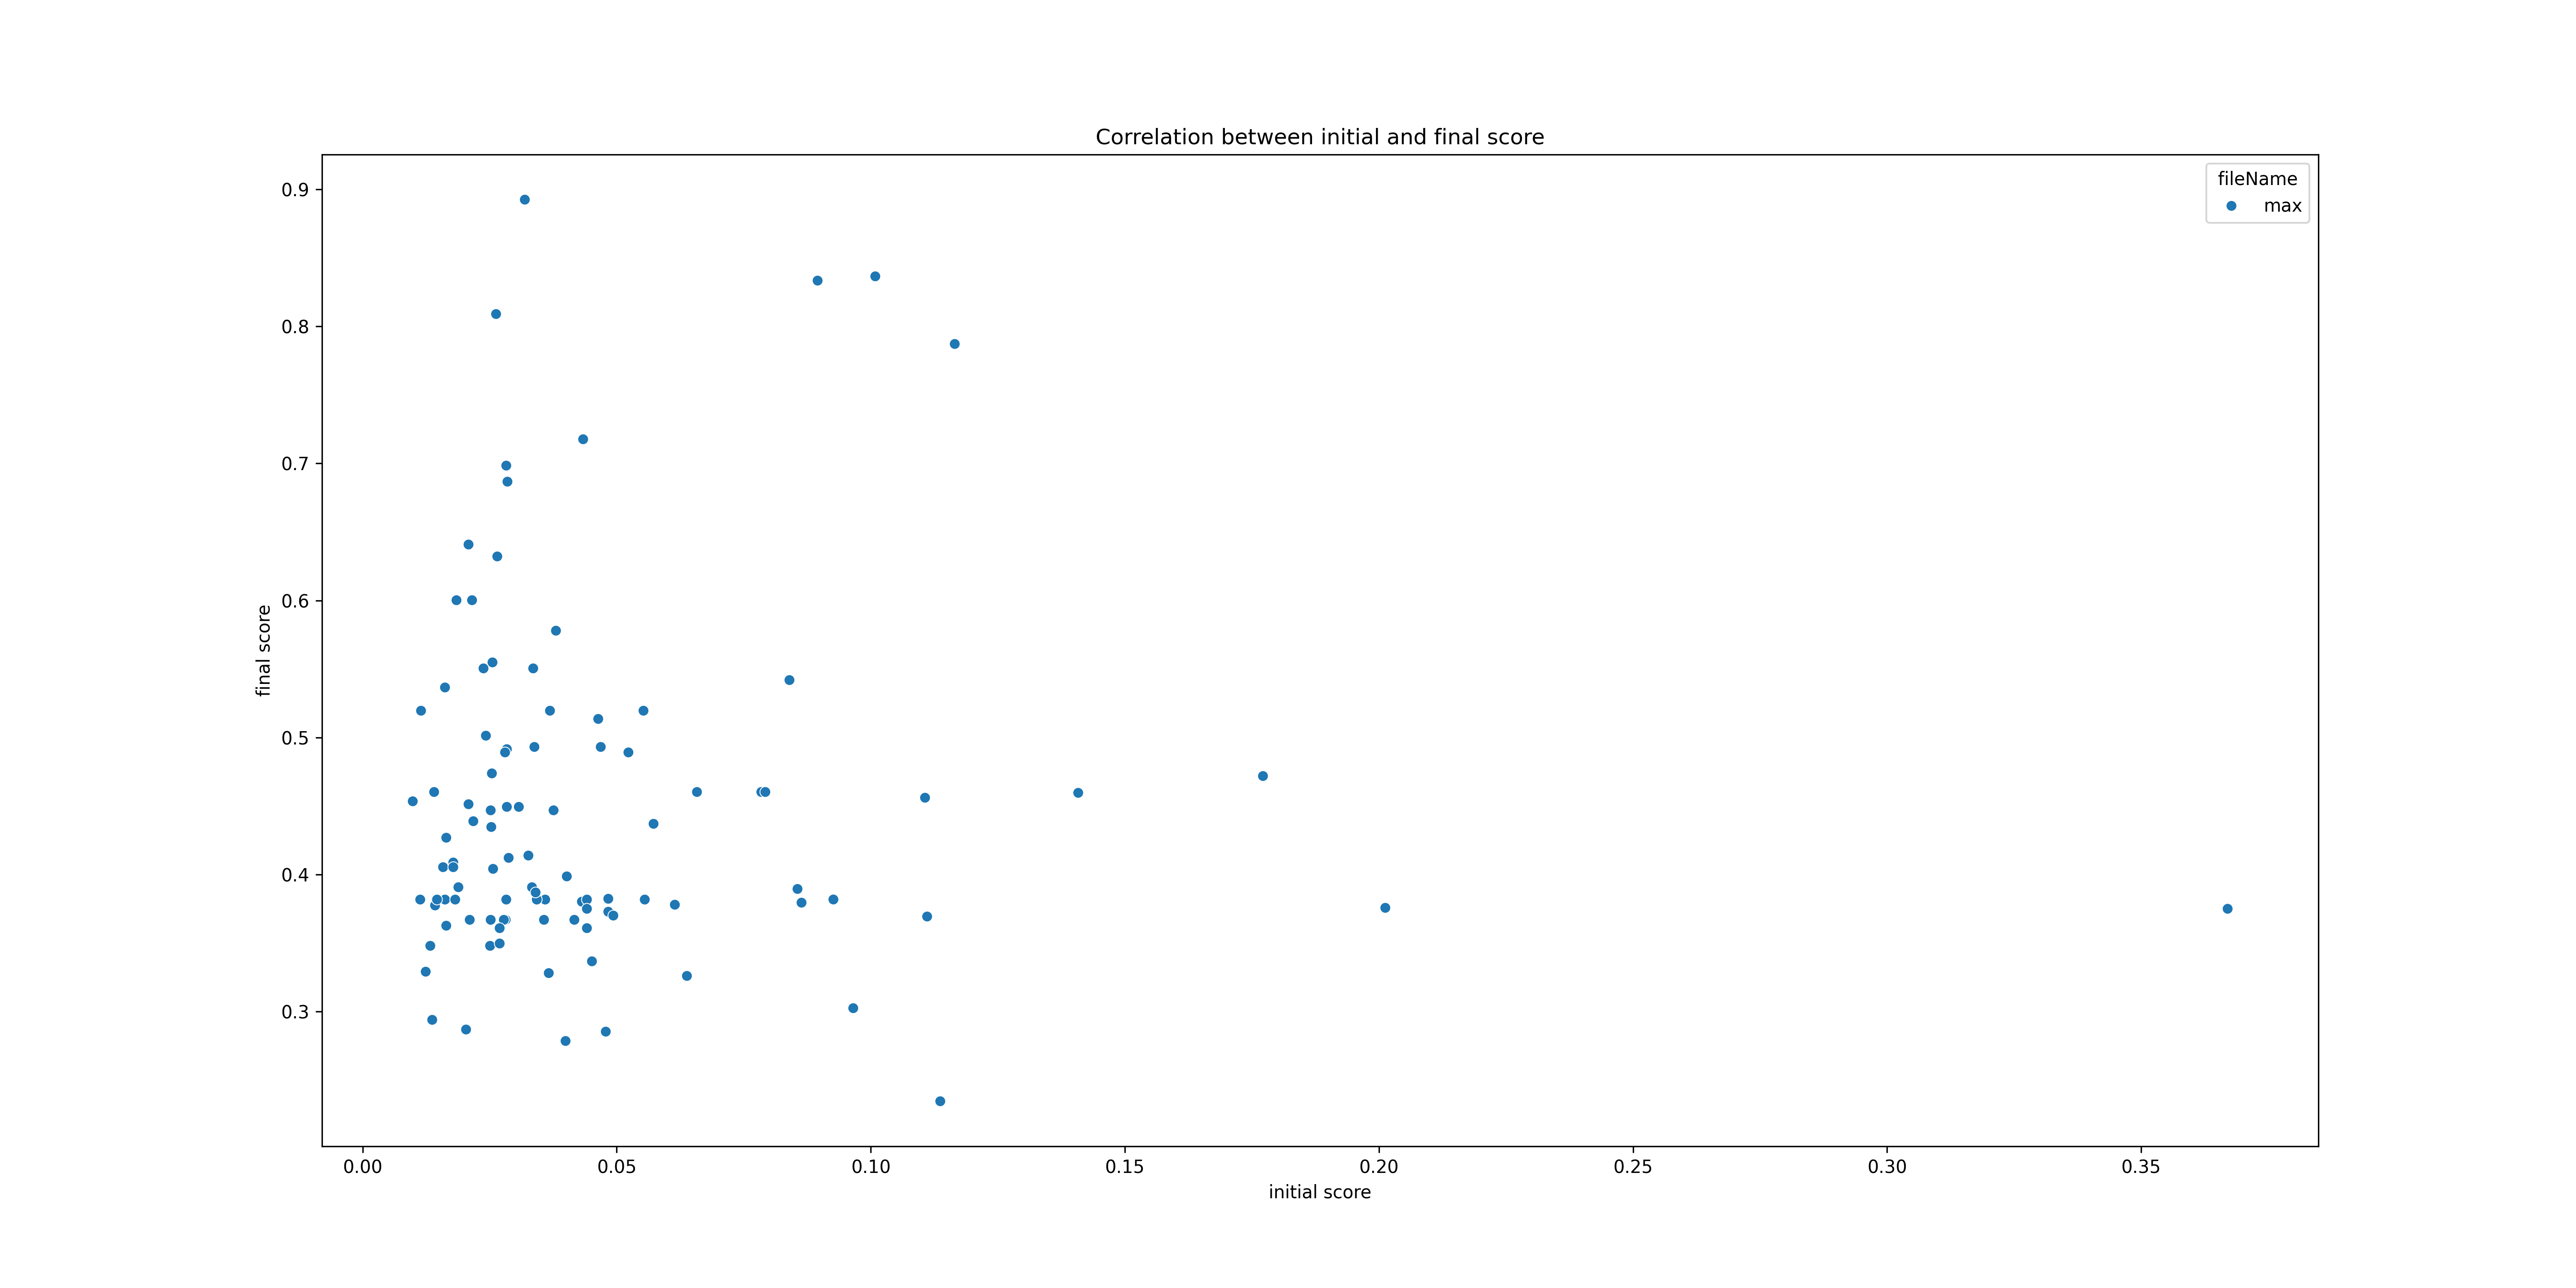 Correlation between initial and final score
fileName
max
0.9
0.8
0.7
0.6
0.5
0.4
0.3
final score
0.00 0.05 0.10 0.15 0.20 0.25 0.30 0.35
initial score